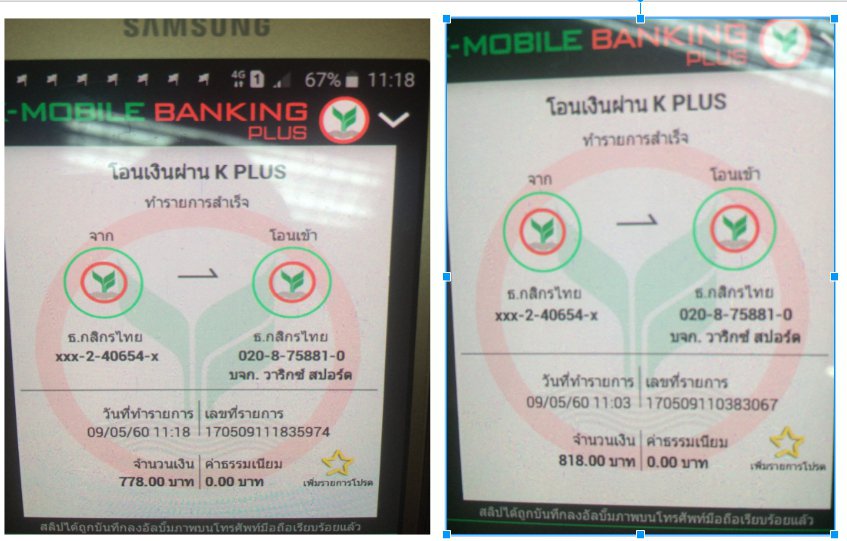 SAMSUNG
4G 1 67% 11:18
K-MOBILE BANKING
PLUS
โอนเงินผ่าน K PLUS
ทำรายการสำเร็จ
จาก โอนเข้า
ธ.กสิกรไทย ธ.กสิกรไทย
xxx-2-40654-x 020-8-75881-0
บจก. วาริกซ์ สปอร์ต
วันที่ทำรายการ เลขที่รายการ
09/05/60 11:18 170509111835974
จำนวนเงิน ค่าธรรมเนียม
778.00 บาท 0.00 บาท เพิ่มรายการโปรด
สลิปได้ถูกบันทึกลงอัลบั้มภาพบนโทรศัพท์มือถือเรียบร้อยแล้ว
-MOBILE BANKING
PLUS
โอนเงินผ่าน K PLUS
ทำรายการสำเร็จ
จาก โอนเข้า
ธ.กสิกรไทย ธ.กสิกรไทย
xxx-2-40654-x 020-8-75881-0
บจก. วาริกซ์ สปอร์ต
วันที่ทำรายการ เลขที่รายการ
09/05/60 11:03 170509110383067
จำนวนเงิน ค่าธรรมเนียม
818.00 บาท 0.00 บาท เพิ่มรายการโปรด
สลิปได้ถูกบันทึกลงอัลบั้มภาพบนโทรศัพท์มือถือเรียบร้อยแล้ว